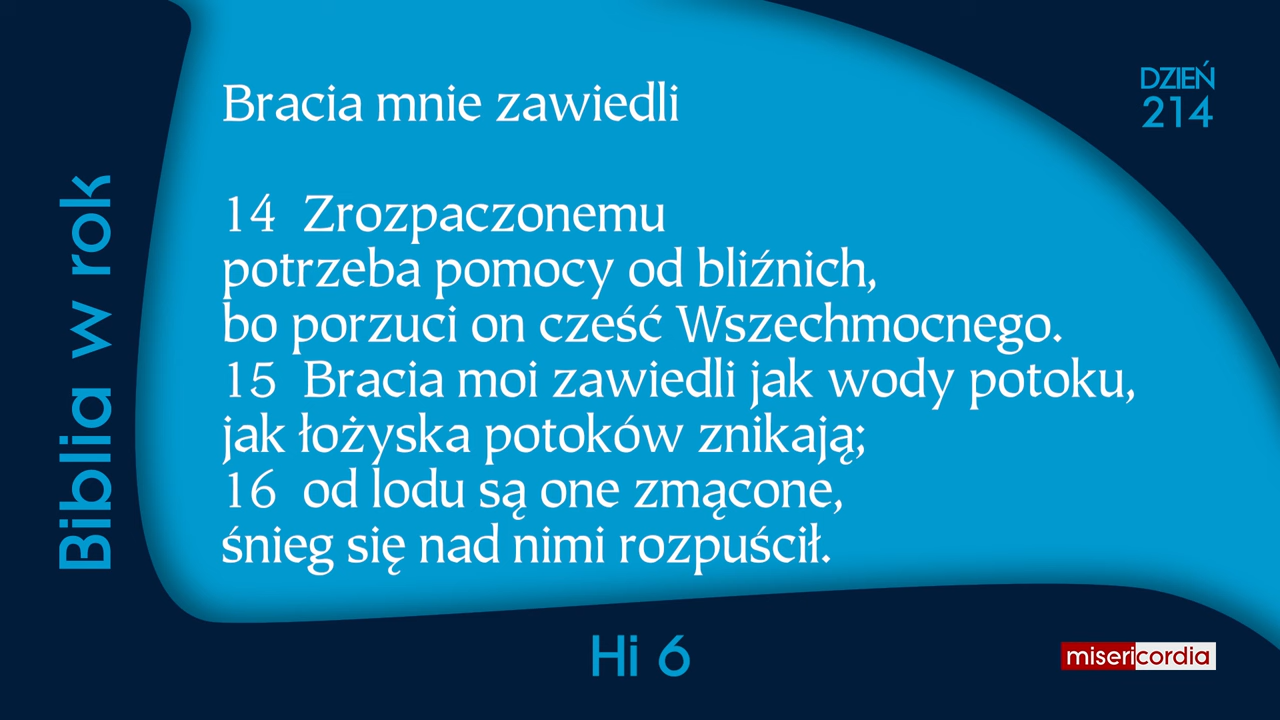 DZIEŃ
214
Biblia w rok
Bracia mnie zawiedli
14 Zrozpaczonemu
potrzeba pomocy od bliźnich,
bo porzuci on cześć Wszechmocnego.
15 Bracia moi zawiedli jak wody potoku,
jak łożyska potoków znikają;
16 od lodu są one zmącone,
śnieg się nad nimi rozpuścił.
Hi 6
misericordia